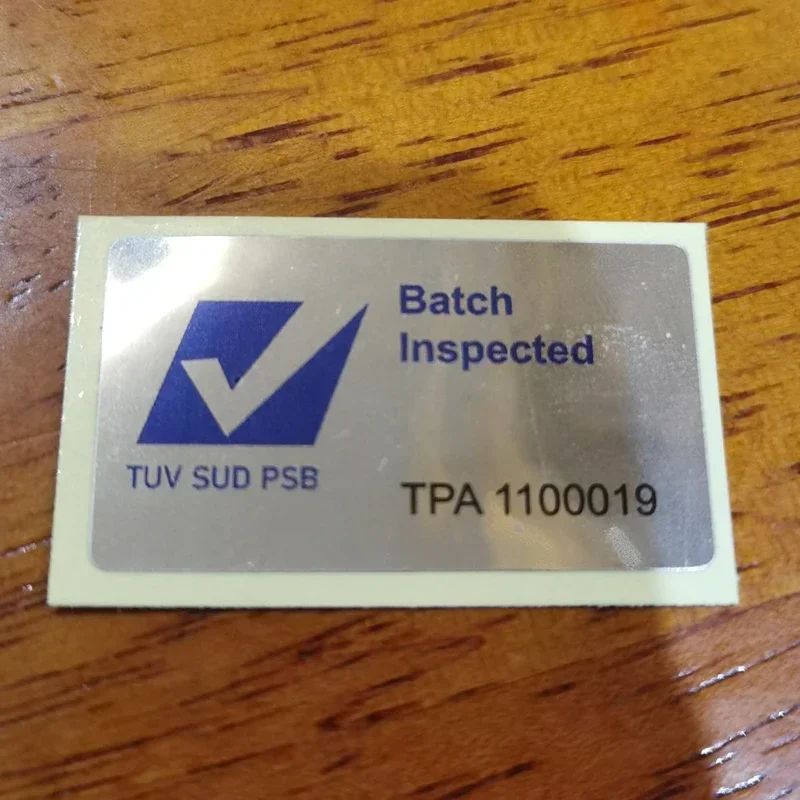 Batch
Inspected
TUV SUD PSB
TPA 1100019